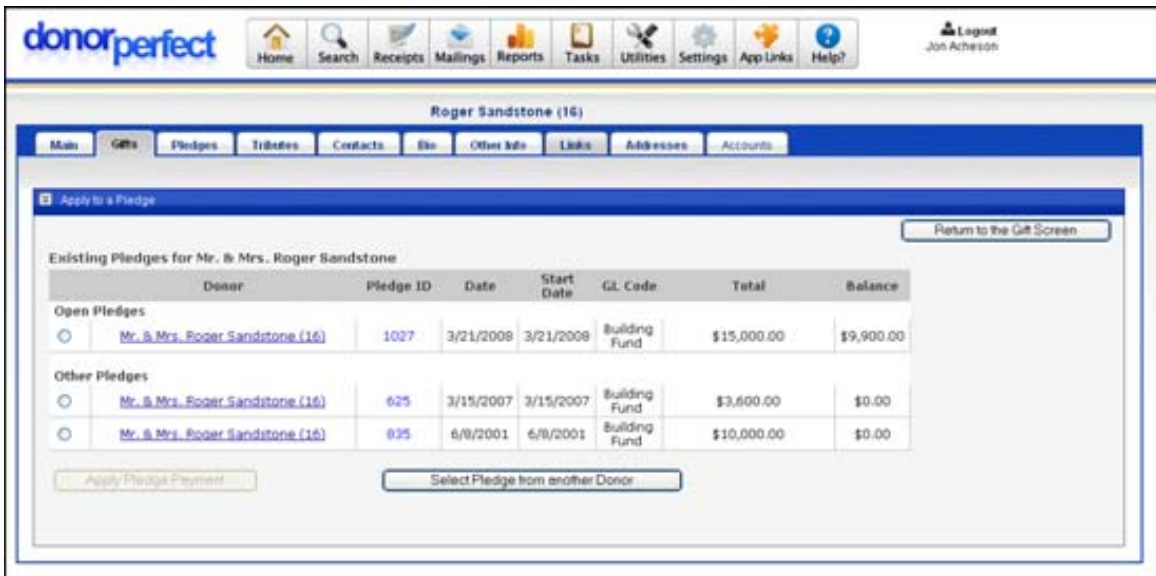 donorperfect
Home Search Receipts Mailings Reports Tasks Utilities Settings App Links Help?
Logout
Jon Acheson
Roger Sandstone (16)
Main Gifts Pledges Tributes Contacts Bio Other Info Links Addresses Accounts
Apply to a Pledge
Return to the Gift Screen
Existing Pledges for Mr. & Mrs. Roger Sandstone
Donor Pledge ID Date Start Date GL Code Total Balance
Open Pledges
Mr. & Mrs. Roger Sandstone (16) 1027 3/21/2008 3/21/2008 Building Fund $15,000.00 $9,900.00
Other Pledges
Mr. & Mrs. Roger Sandstone (16) 625 3/15/2007 3/15/2007 Building Fund $3,600.00 $0.00
Mr. & Mrs. Roger Sandstone (16) 835 6/8/2001 6/8/2001 Building Fund $10,000.00 $0.00
Apply Pledge Payment Select Pledge from another Donor